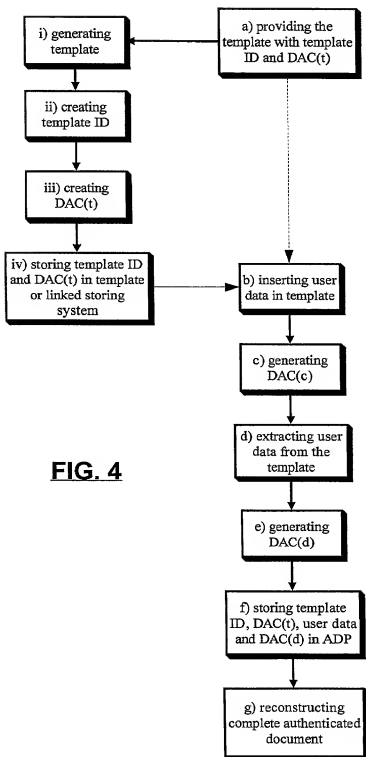 i) generating
template
a) providing the
template with template
ID and DAC(t)
ii) creating
template ID
iii) creating
DAC(t)
iv) storing template ID
and DAC(t) in template
or linked storing
system
b) inserting user
data in template
c) generating
DAC(c)
d) extracting user
data from the
template
FIG. 4
e) generating
DAC(d)
f) storing template
ID, DAC(t), user data
and DAC(d) in ADP
g) reconstructing
complete authenticated
document